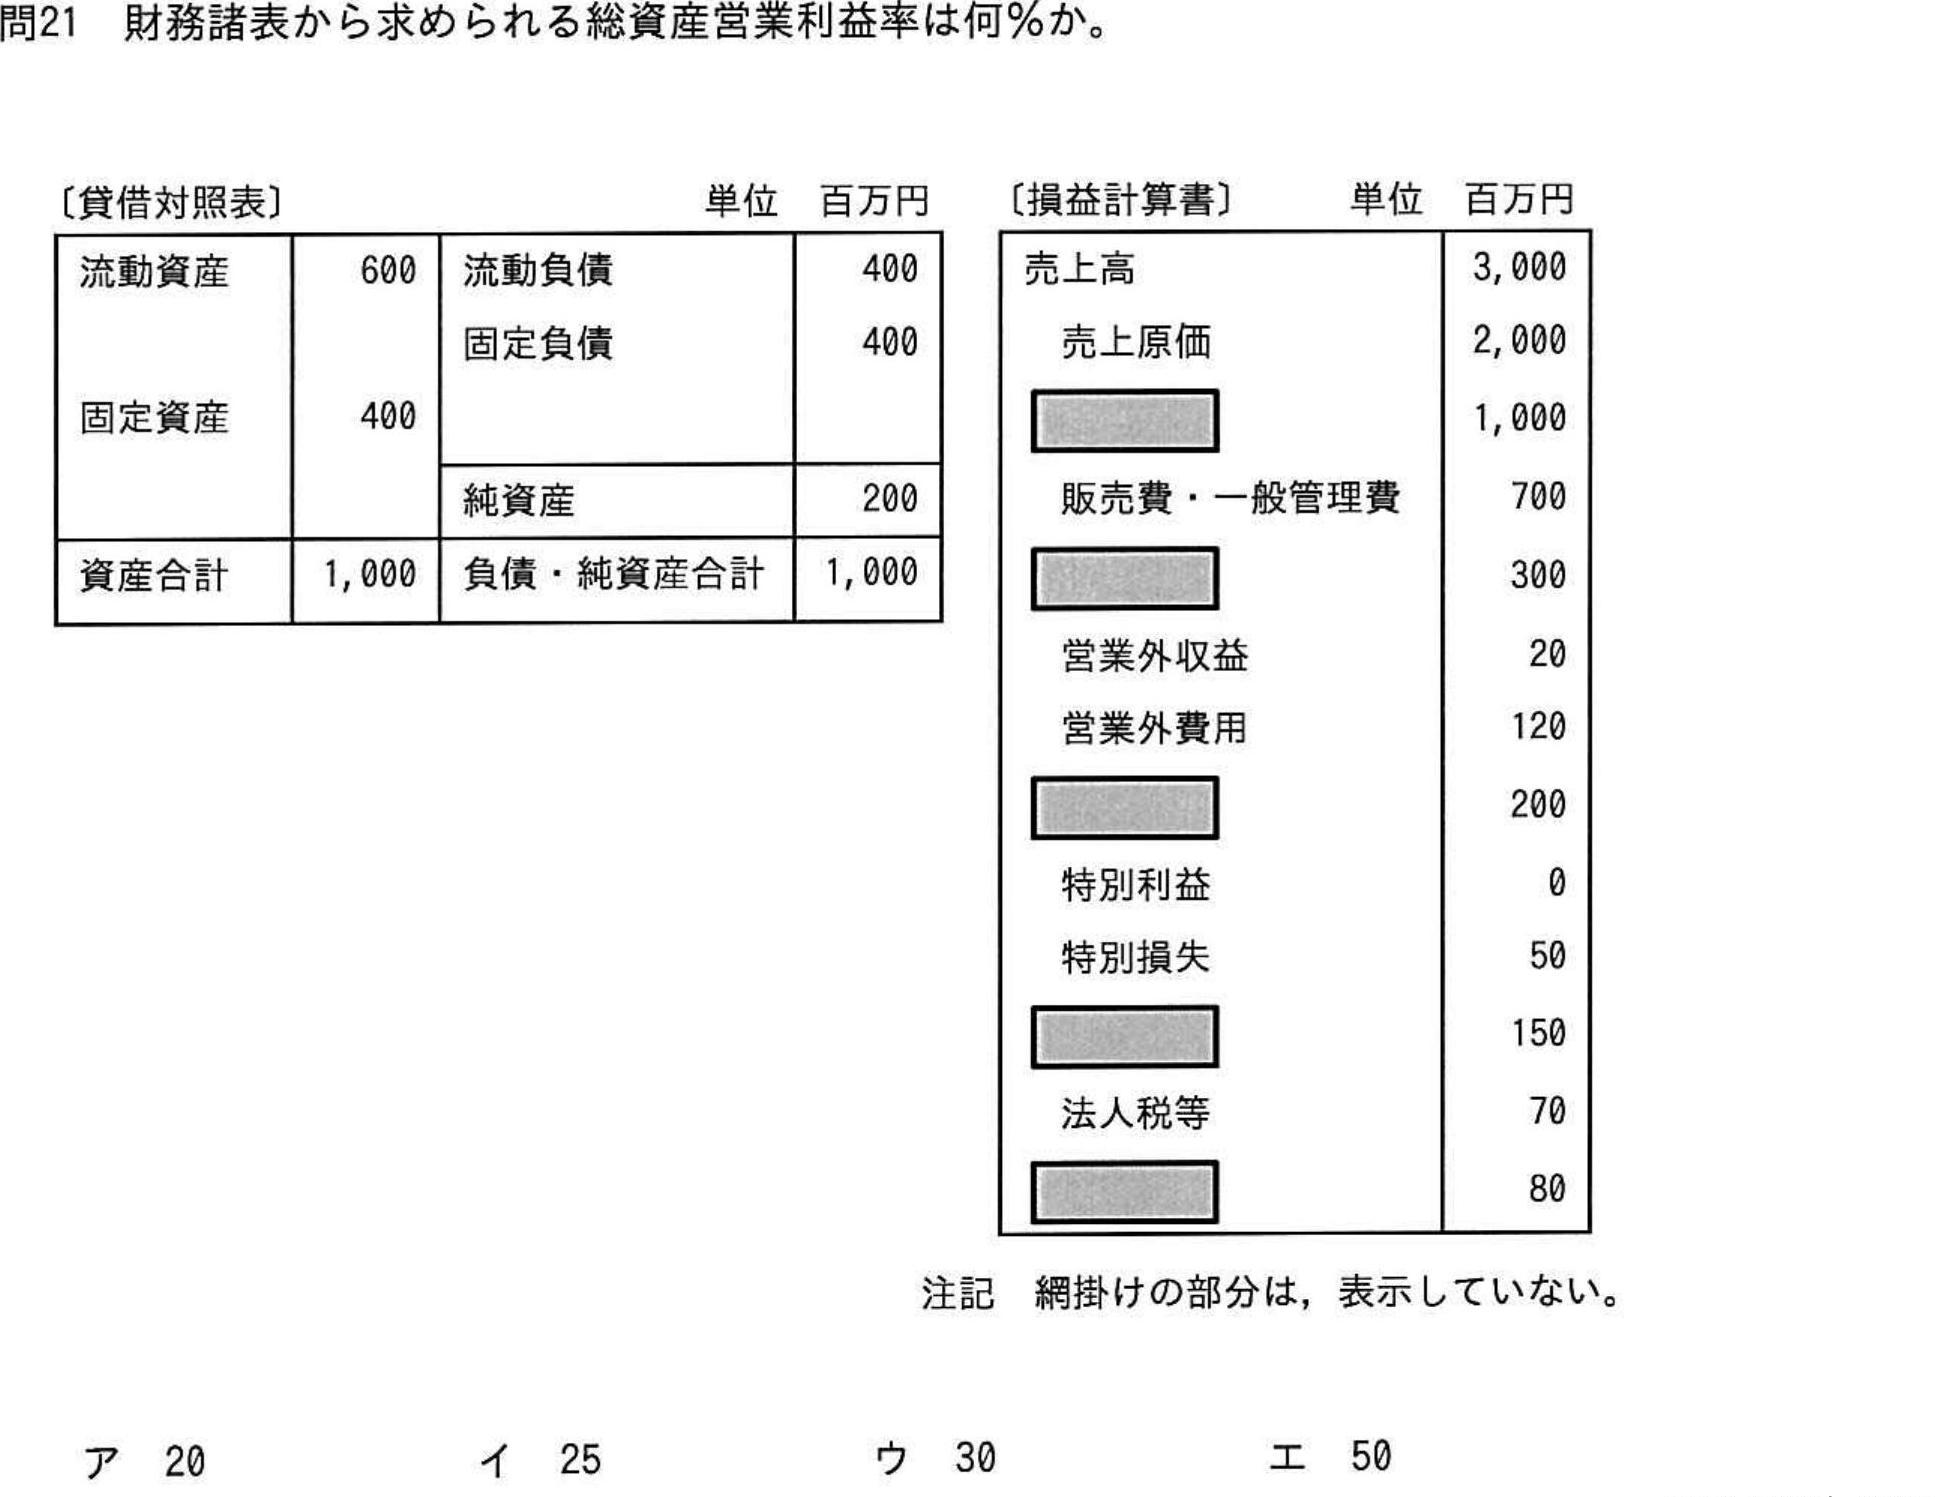 問21　財務諸表から求められる総資産営業利益率は何％か。
〔貸借対照表〕　単位　百万円
流動資産　600　流動負債　400
固定負債　400
固定資産　400
純資産　200
資産合計　1,000　負債・純資産合計　1,000
〔損益計算書〕　単位　百万円
売上高　3,000
売上原価　2,000
1,000
販売費・一般管理費　700
300
営業外収益　20
営業外費用　120
200
特別利益　0
特別損失　50
150
法人税等　70
80
注記　網掛けの部分は，表示していない。
ア　20　イ　25　ウ　30　エ　50